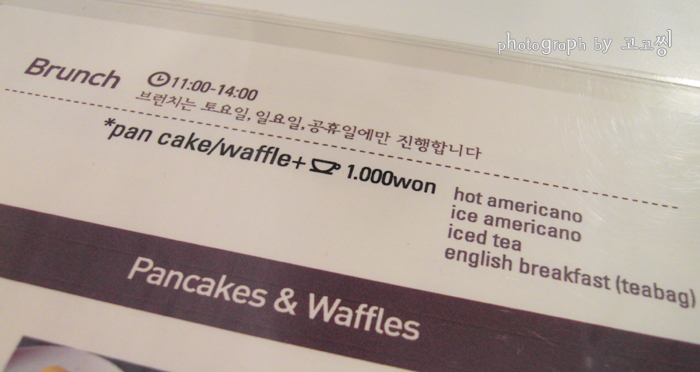 photograph by 고고씽
Brunch 11:00-14:00
브런치는 토요일, 일요일, 공휴일에만 진행합니다
*pan cake/waffle+ 1.000won
hot americano
ice americano
iced tea
english breakfast (teabag)
Pancakes & Waffles